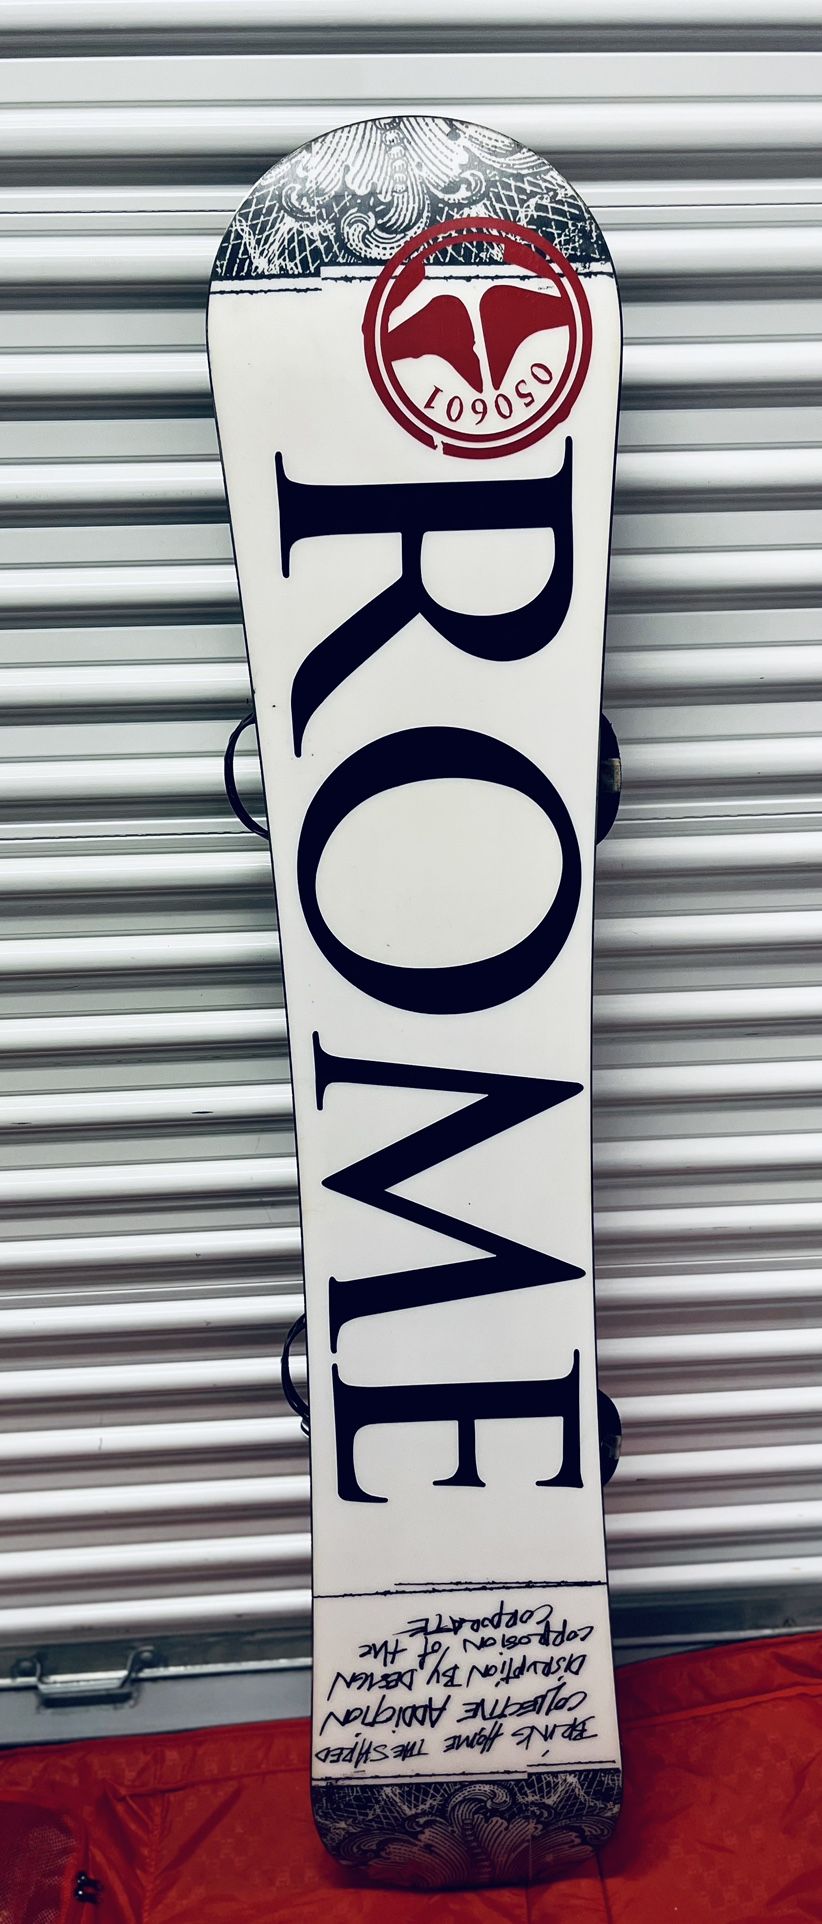 050601
ROME
BRING HOME THE SHRED
COLLECTIVE ADDICTION
DISRUPTION BY DESIGN
CORROSION of the
CORPORATE